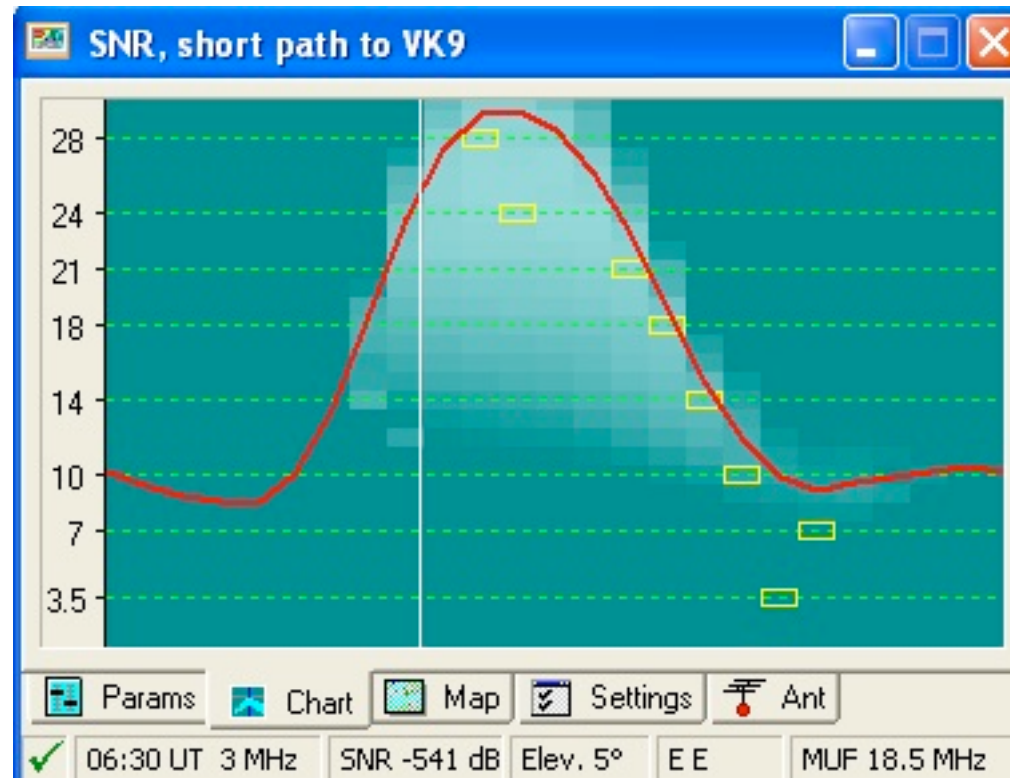 SNR, short path to VK9
28
24
21
18
14
10
7
3.5
Params Chart Map Settings Ant
06:30 UT 3 MHz SNR -541 dB Elev. 5° E E MUF 18.5 MHz